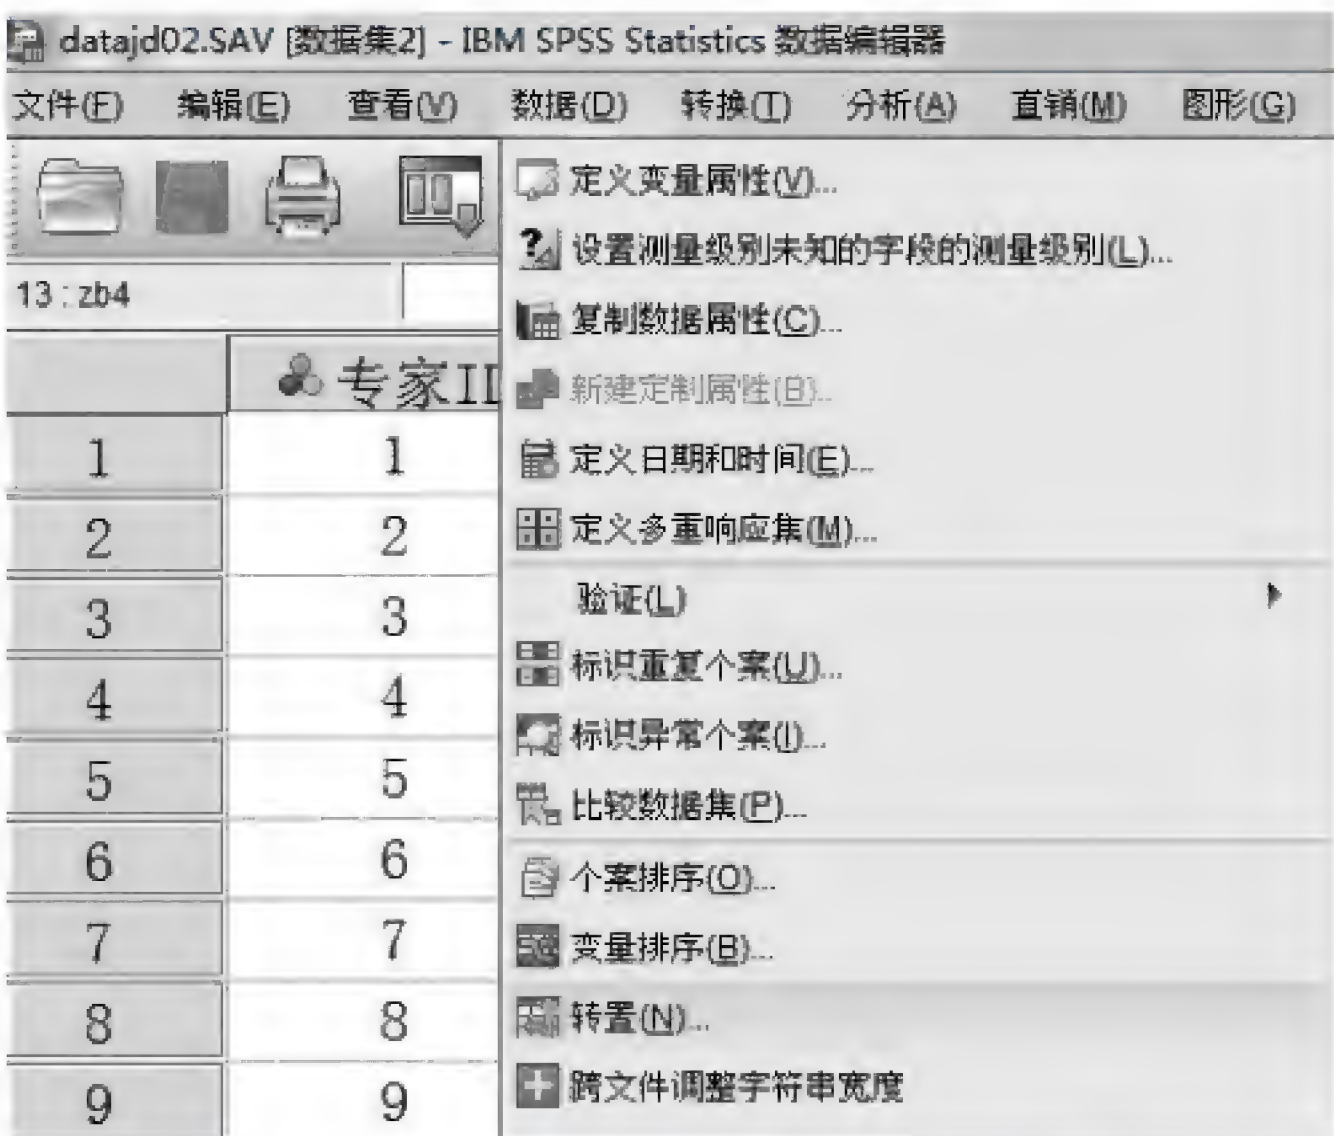 datajd02.SAV [数据集2] - IBM SPSS Statistics 数据编辑器
文件(F) 编辑(E) 查看(V) 数据(D) 转换(T) 分析(A) 直销(M) 图形(G)
定义变量属性(V)...
设置测量级别未知的字段的测量级别(L)...
13 : zb4
复制数据属性(C)...
专家II
新建定制属性(B)...
1 1
定义日期和时间(E)...
2 2
定义多重响应集(M)...
3 3
验证(L)
标识重复个案(U)...
4 4
标识异常个案(I)...
5 5
比较数据集(P)...
6 6
个案排序(O)...
7 7
变量排序(B)...
8 8
转置(N)...
9 9
跨文件调整字符串宽度